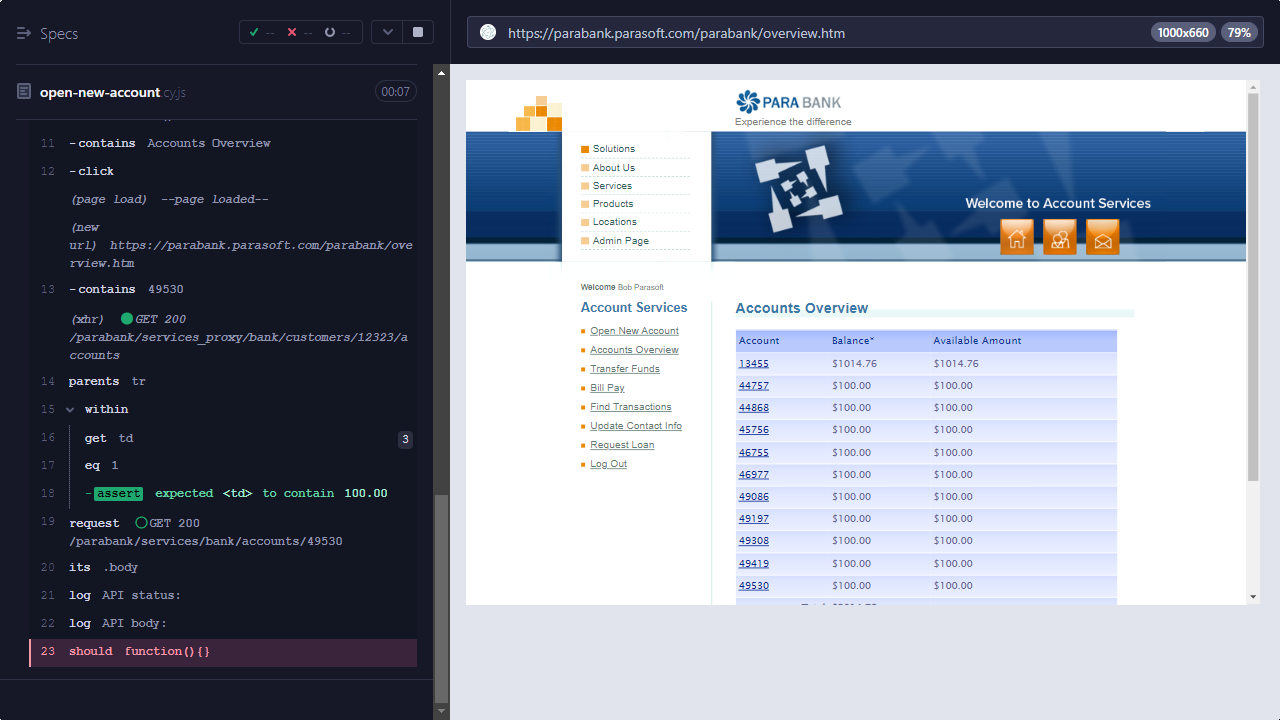 Specs
-- -- --
open-new-account.cy.js
00:07
11 -contains Accounts Overview
12 -click
(page load) --page loaded--
(new
url) https://parabank.parasoft.com/parabank/ove
rview.htm
13 -contains 49530
(xhr) GET 200
/parabank/services_proxy/bank/customers/12323/a
ccounts
14 parents tr
15 within
16 get td 3
17 eq 1
18 -assert expected <td> to contain 100.00
19 request GET 200
/parabank/services/bank/accounts/49530
20 its .body
21 log API status:
22 log API body:
23 should function(){}
https://parabank.parasoft.com/parabank/overview.htm
1000x660 79%
PARA BANK
Experience the difference
Solutions
About Us
Services
Products
Locations
Admin Page
Welcome to Account Services
Welcome Bob Parasoft
Account Services
Open New Account
Accounts Overview
Transfer Funds
Bill Pay
Find Transactions
Update Contact Info
Request Loan
Log Out
Accounts Overview
Account Balance* Available Amount
13455 $1014.76 $1014.76
44757 $100.00 $100.00
44868 $100.00 $100.00
45756 $100.00 $100.00
46755 $100.00 $100.00
46977 $100.00 $100.00
49086 $100.00 $100.00
49197 $100.00 $100.00
49308 $100.00 $100.00
49419 $100.00 $100.00
49530 $100.00 $100.00